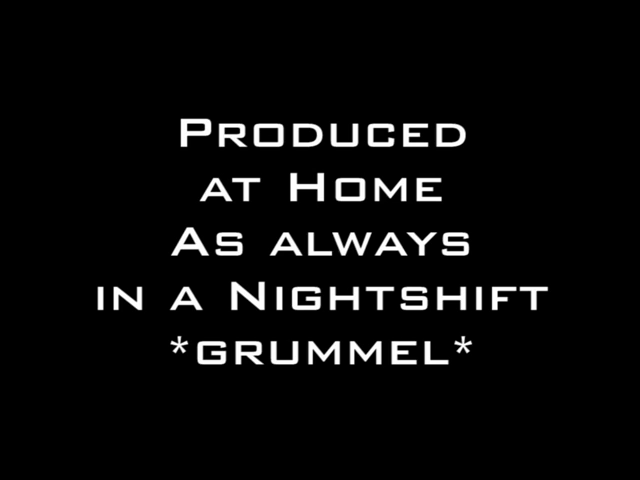 Produced
at Home
As always
in a Nightshift
*grummel*